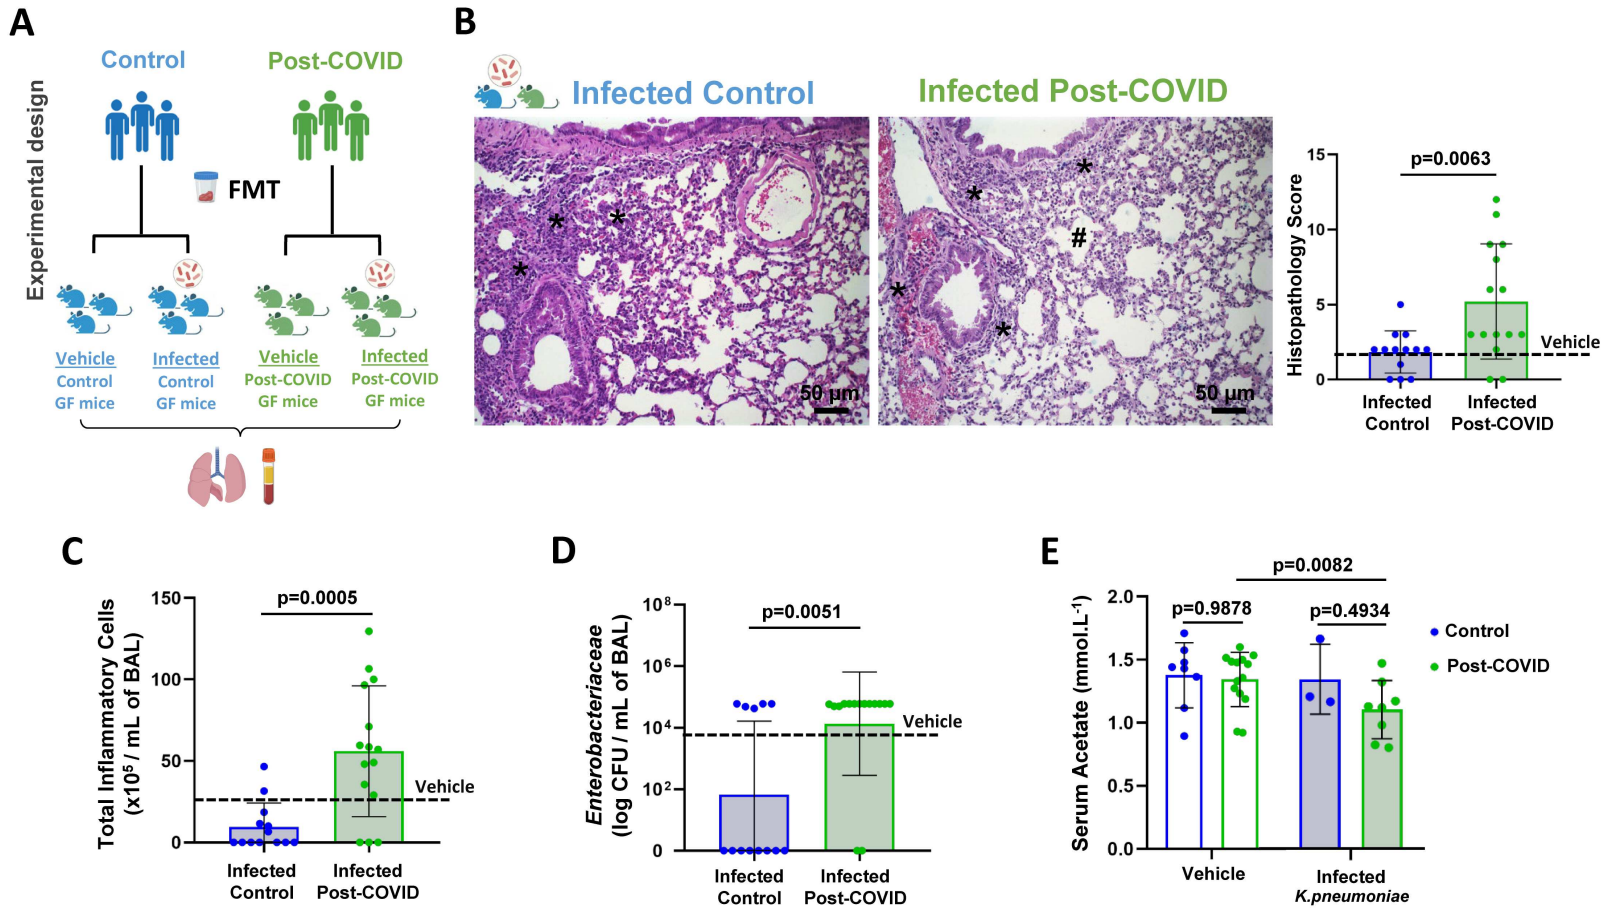 A
Experimental design
Control
Post-COVID
FMT
Vehicle
Control
GF mice
Infected
Control
GF mice
Vehicle
Post-COVID
GF mice
Infected
Post-COVID
GF mice
B
Infected Control
Infected Post-COVID
*
*
*
50 µm
*
*
#
*
*
50 µm
Histopathology Score
15
10
5
0
p=0.0063
Vehicle
Infected
Control
Infected
Post-COVID
C
Total Inflammatory Cells
(x10⁵ / mL of BAL)
150
100
50
0
p=0.0005
Vehicle
Infected
Control
Infected
Post-COVID
D
Enterobacteriaceae
(log CFU / mL of BAL)
10⁸
10⁶
10⁴
10²
0
p=0.0051
Vehicle
Infected
Control
Infected
Post-COVID
E
Serum Acetate (mmol.L⁻¹)
2.0
1.5
1.0
0.5
0.0
p=0.0082
p=0.9878
p=0.4934
Control
Post-COVID
Vehicle
Infected
K.pneumoniae